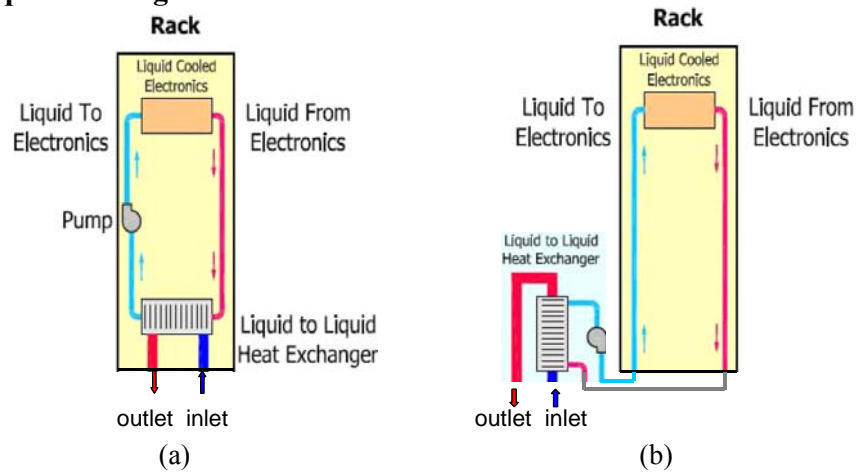 Rack
Liquid Cooled
Electronics
Liquid To
Electronics
Liquid From
Electronics
Pump
Liquid to Liquid
Heat Exchanger
outlet inlet
(a)
Rack
Liquid Cooled
Electronics
Liquid To
Electronics
Liquid From
Electronics
Liquid to Liquid
Heat Exchanger
outlet inlet
(b)